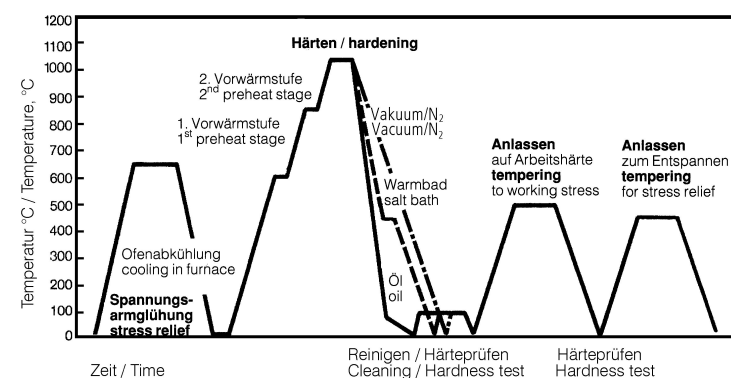 1200
1100
1000
900
800
700
600
500
400
300
200
100
0
Temperatur °C / Temperature, °C
Härten / hardening
2. Vorwärmstufe
2nd preheat stage
1. Vorwärmstufe
1st preheat stage
Vakuum/N2
Vacuum/N2
Warmbad
salt bath
Öl
oil
Ofenabkühlung
cooling in furnace
Spannungs-
armglühung
stress relief
Anlassen
auf Arbeitshärte
tempering
to working stress
Anlassen
zum Entspannen
tempering
for stress relief
Zeit / Time
Reinigen / Härteprüfen
Cleaning / Hardness test
Härteprüfen
Hardness test